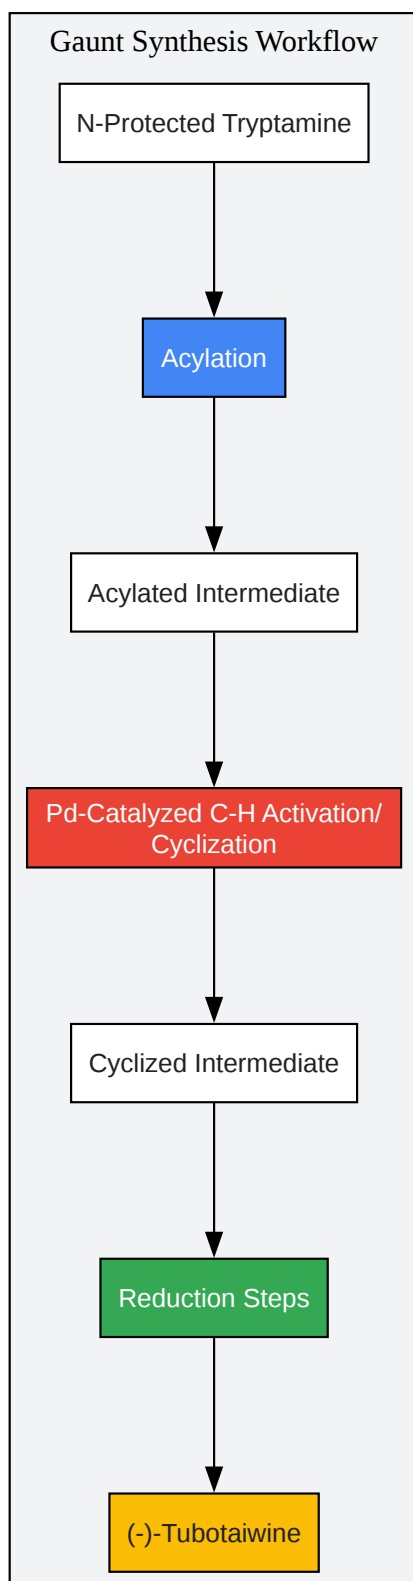 Gaunt Synthesis Workflow
N-Protected Tryptamine
Acylation
Acylated Intermediate
Pd-Catalyzed C-H Activation/
Cyclization
Cyclized Intermediate
Reduction Steps
(-)-Tubotaiwine